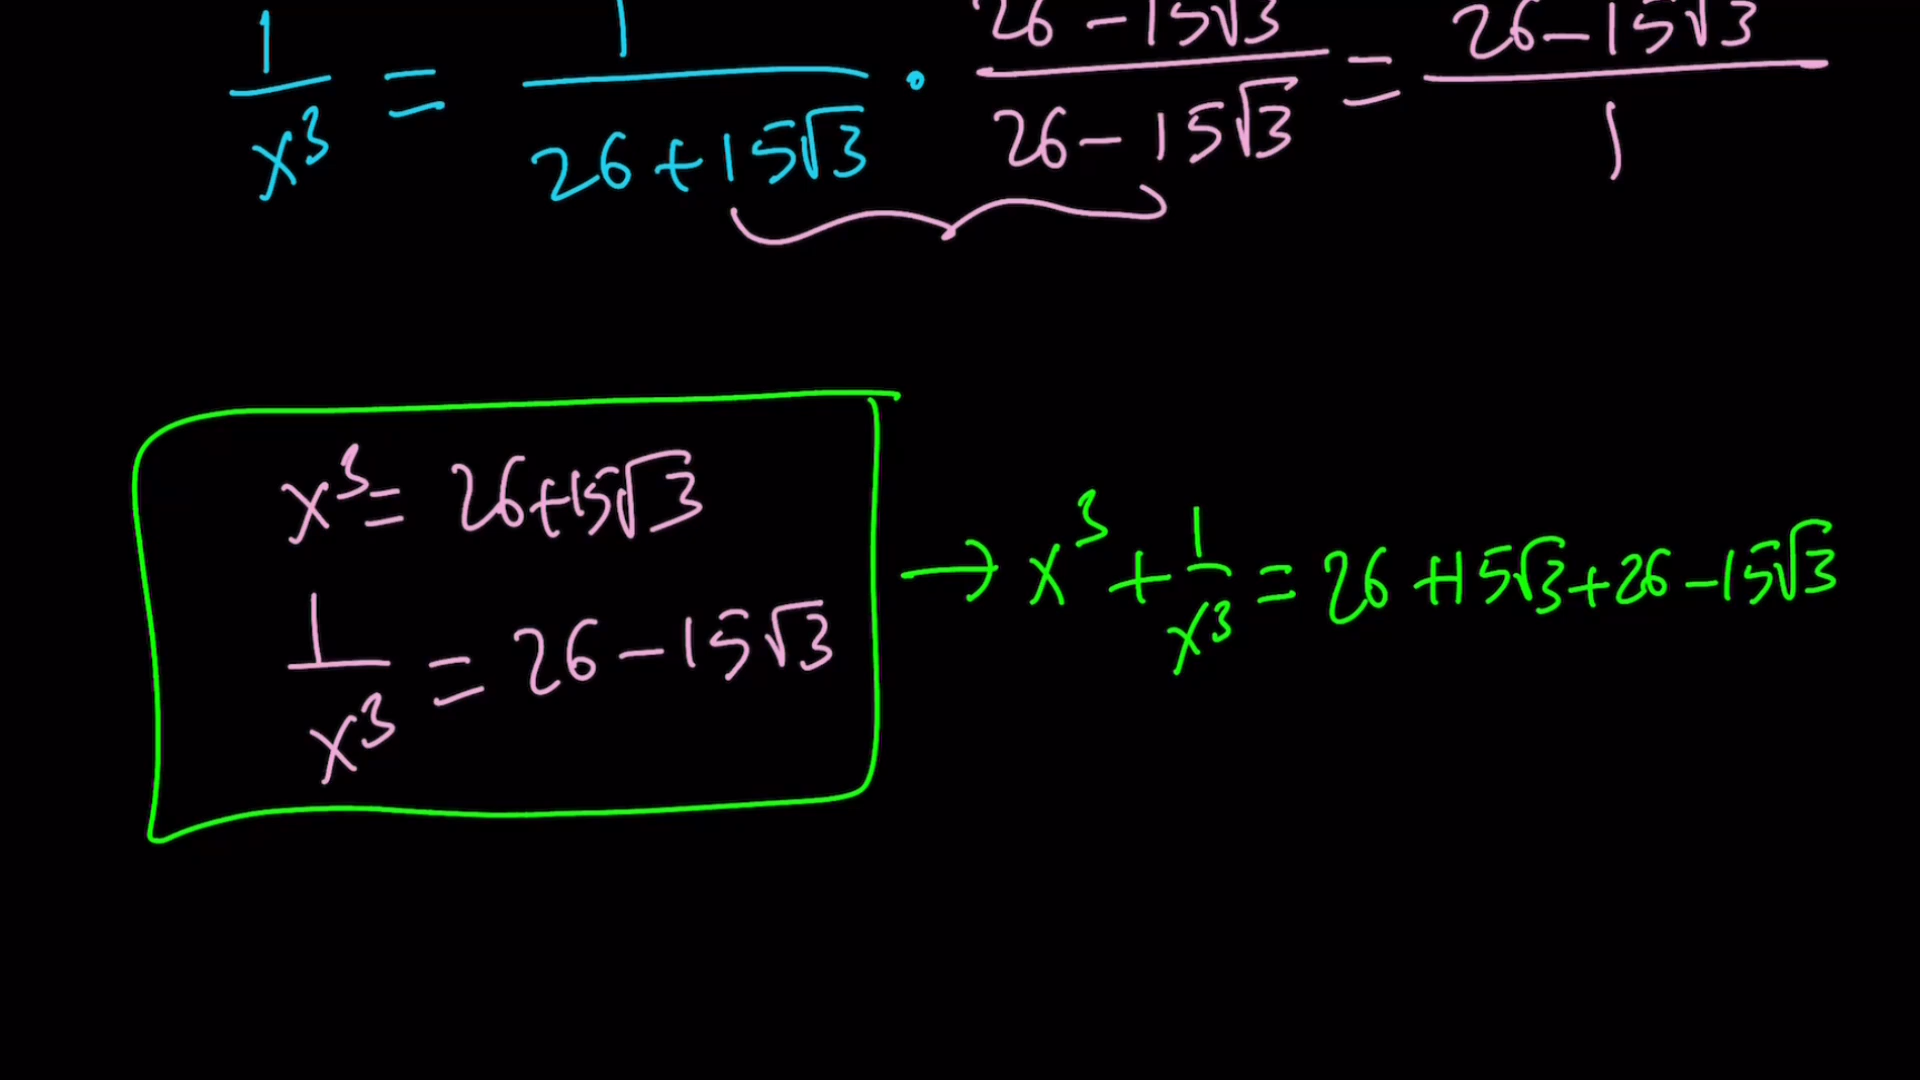 1/x³ = 1/(26+15√3) · (26-15√3)/(26-15√3) = (26-15√3)/1
x³ = 26+15√3
1/x³ = 26-15√3
→ x³ + 1/x³ = 26+15√3+26-15√3